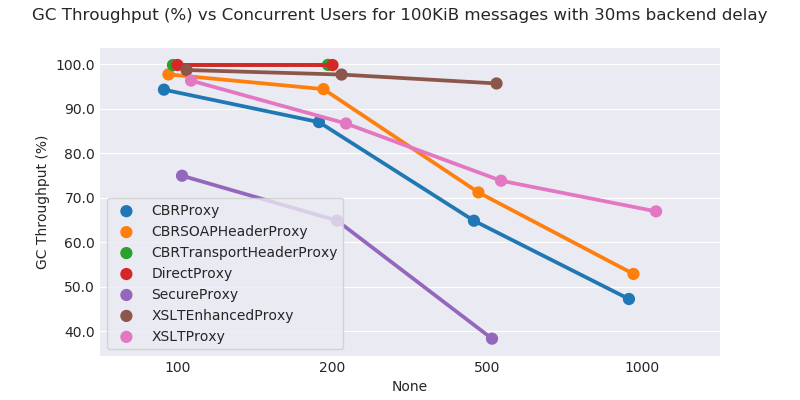 GC Throughput (%) vs Concurrent Users for 100KiB messages with 30ms backend delay
100.0
90.0
80.0
70.0
60.0
50.0
40.0
GC Throughput (%)
CBRProxy
CBRSOAPHeaderProxy
CBRTransportHeaderProxy
DirectProxy
SecureProxy
XSLTEnhancedProxy
XSLTProxy
100 200 500 1000
None